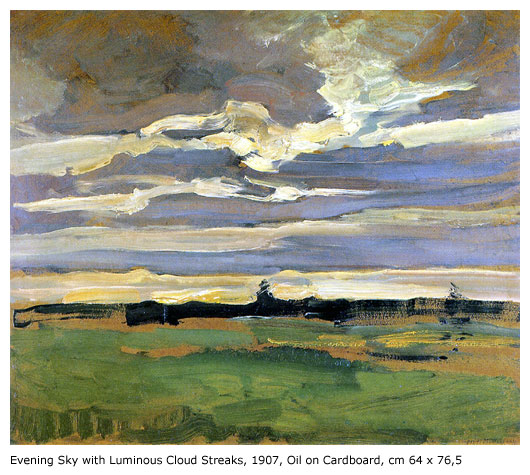 Evening Sky with Luminous Cloud Streaks, 1907, Oil on Cardboard, cm 64 x 76,5